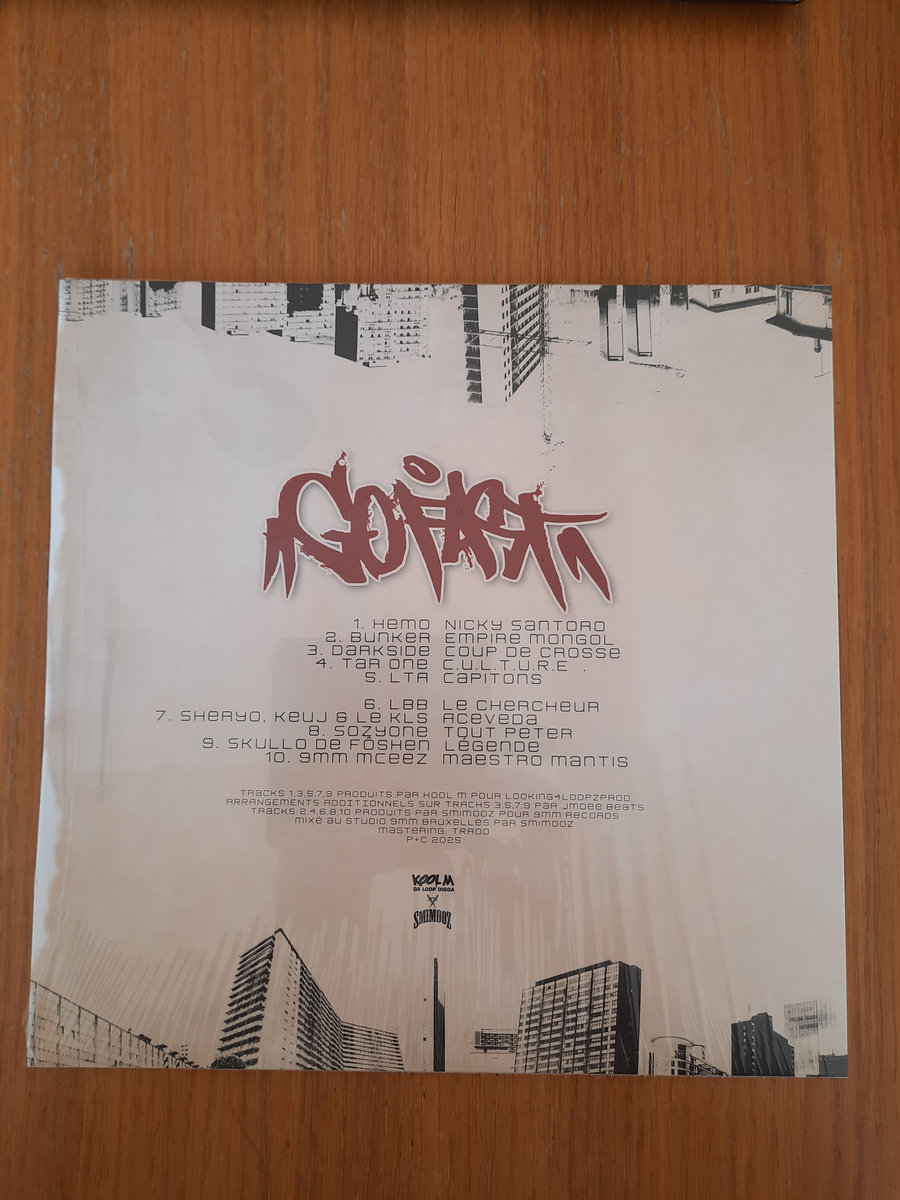 GO FAST
1. HEMO NICKY SANTORO
2. BUNKER EMPIRE MONGOL
3. DARKSIDE COUP DE CROSSE
4. TAR ONE C.U.L.T.U.R.E .
5. LTA CAPITONS
6. LBB LE CHERCHEUR
7. SHERYO, KEUJ & LE KLS ACEVEDA
8. SOZYONE TOUT PETER
9. SKULLO DE FÖSHEN LÉGENDE
10. 9MM MCEEZ MAESTRO MANTIS
TRACKS 1,3,5,7,9 PRODUITS PAR KOOL M POUR LOOKING4LOOPZPROD
ARRANGEMENTS ADDITIONNELS SUR TRACKS 3,5,7,9 PAR JMDEE BEATS
TRACKS 2,4,6,8,10 PRODUITS PAR SMIMOOZ POUR 9MM RECORDS
MIXÉ AU STUDIO 9MM BRUXELLES PAR SMIMOOZ
MASTERING: TRADD
P+C 2025
KOOL M
DA LOOP DIGGA
SMIMOOZ